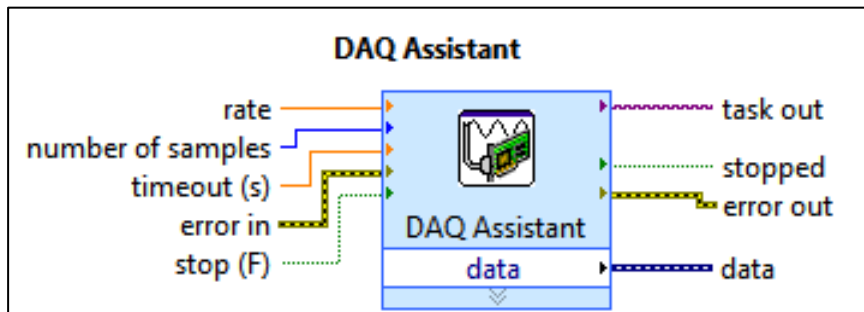 DAQ Assistant
rate
number of samples
timeout (s)
error in
stop (F)
DAQ Assistant
data
task out
stopped
error out
data